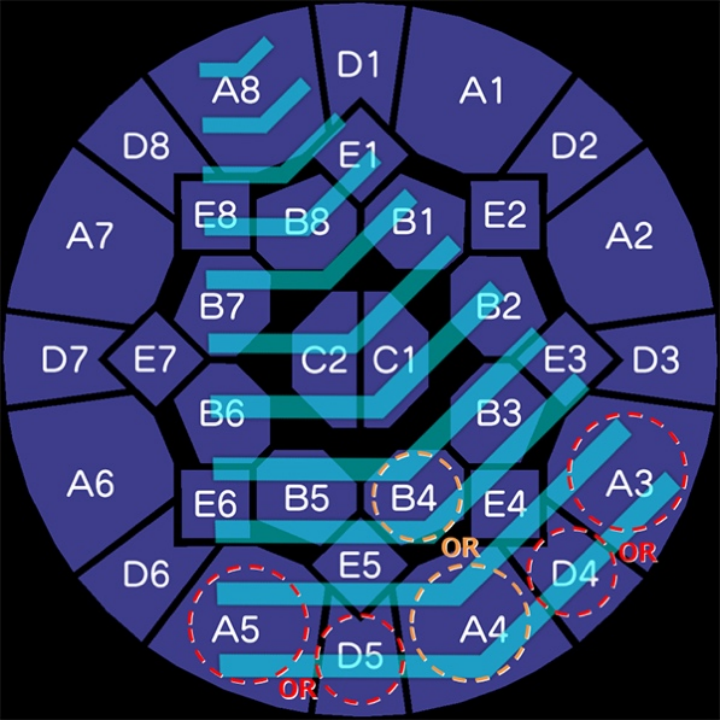 D1
A8 A1
D8 E1 D2
E8 B8 B1 E2
A7 A2
B7 B2
D7 E7 C2 C1 E3 D3
B6 B3
A6 E6 B5 B4 E4 A3
OR OR
D6 E5 D4
A5 A4
D5
OR